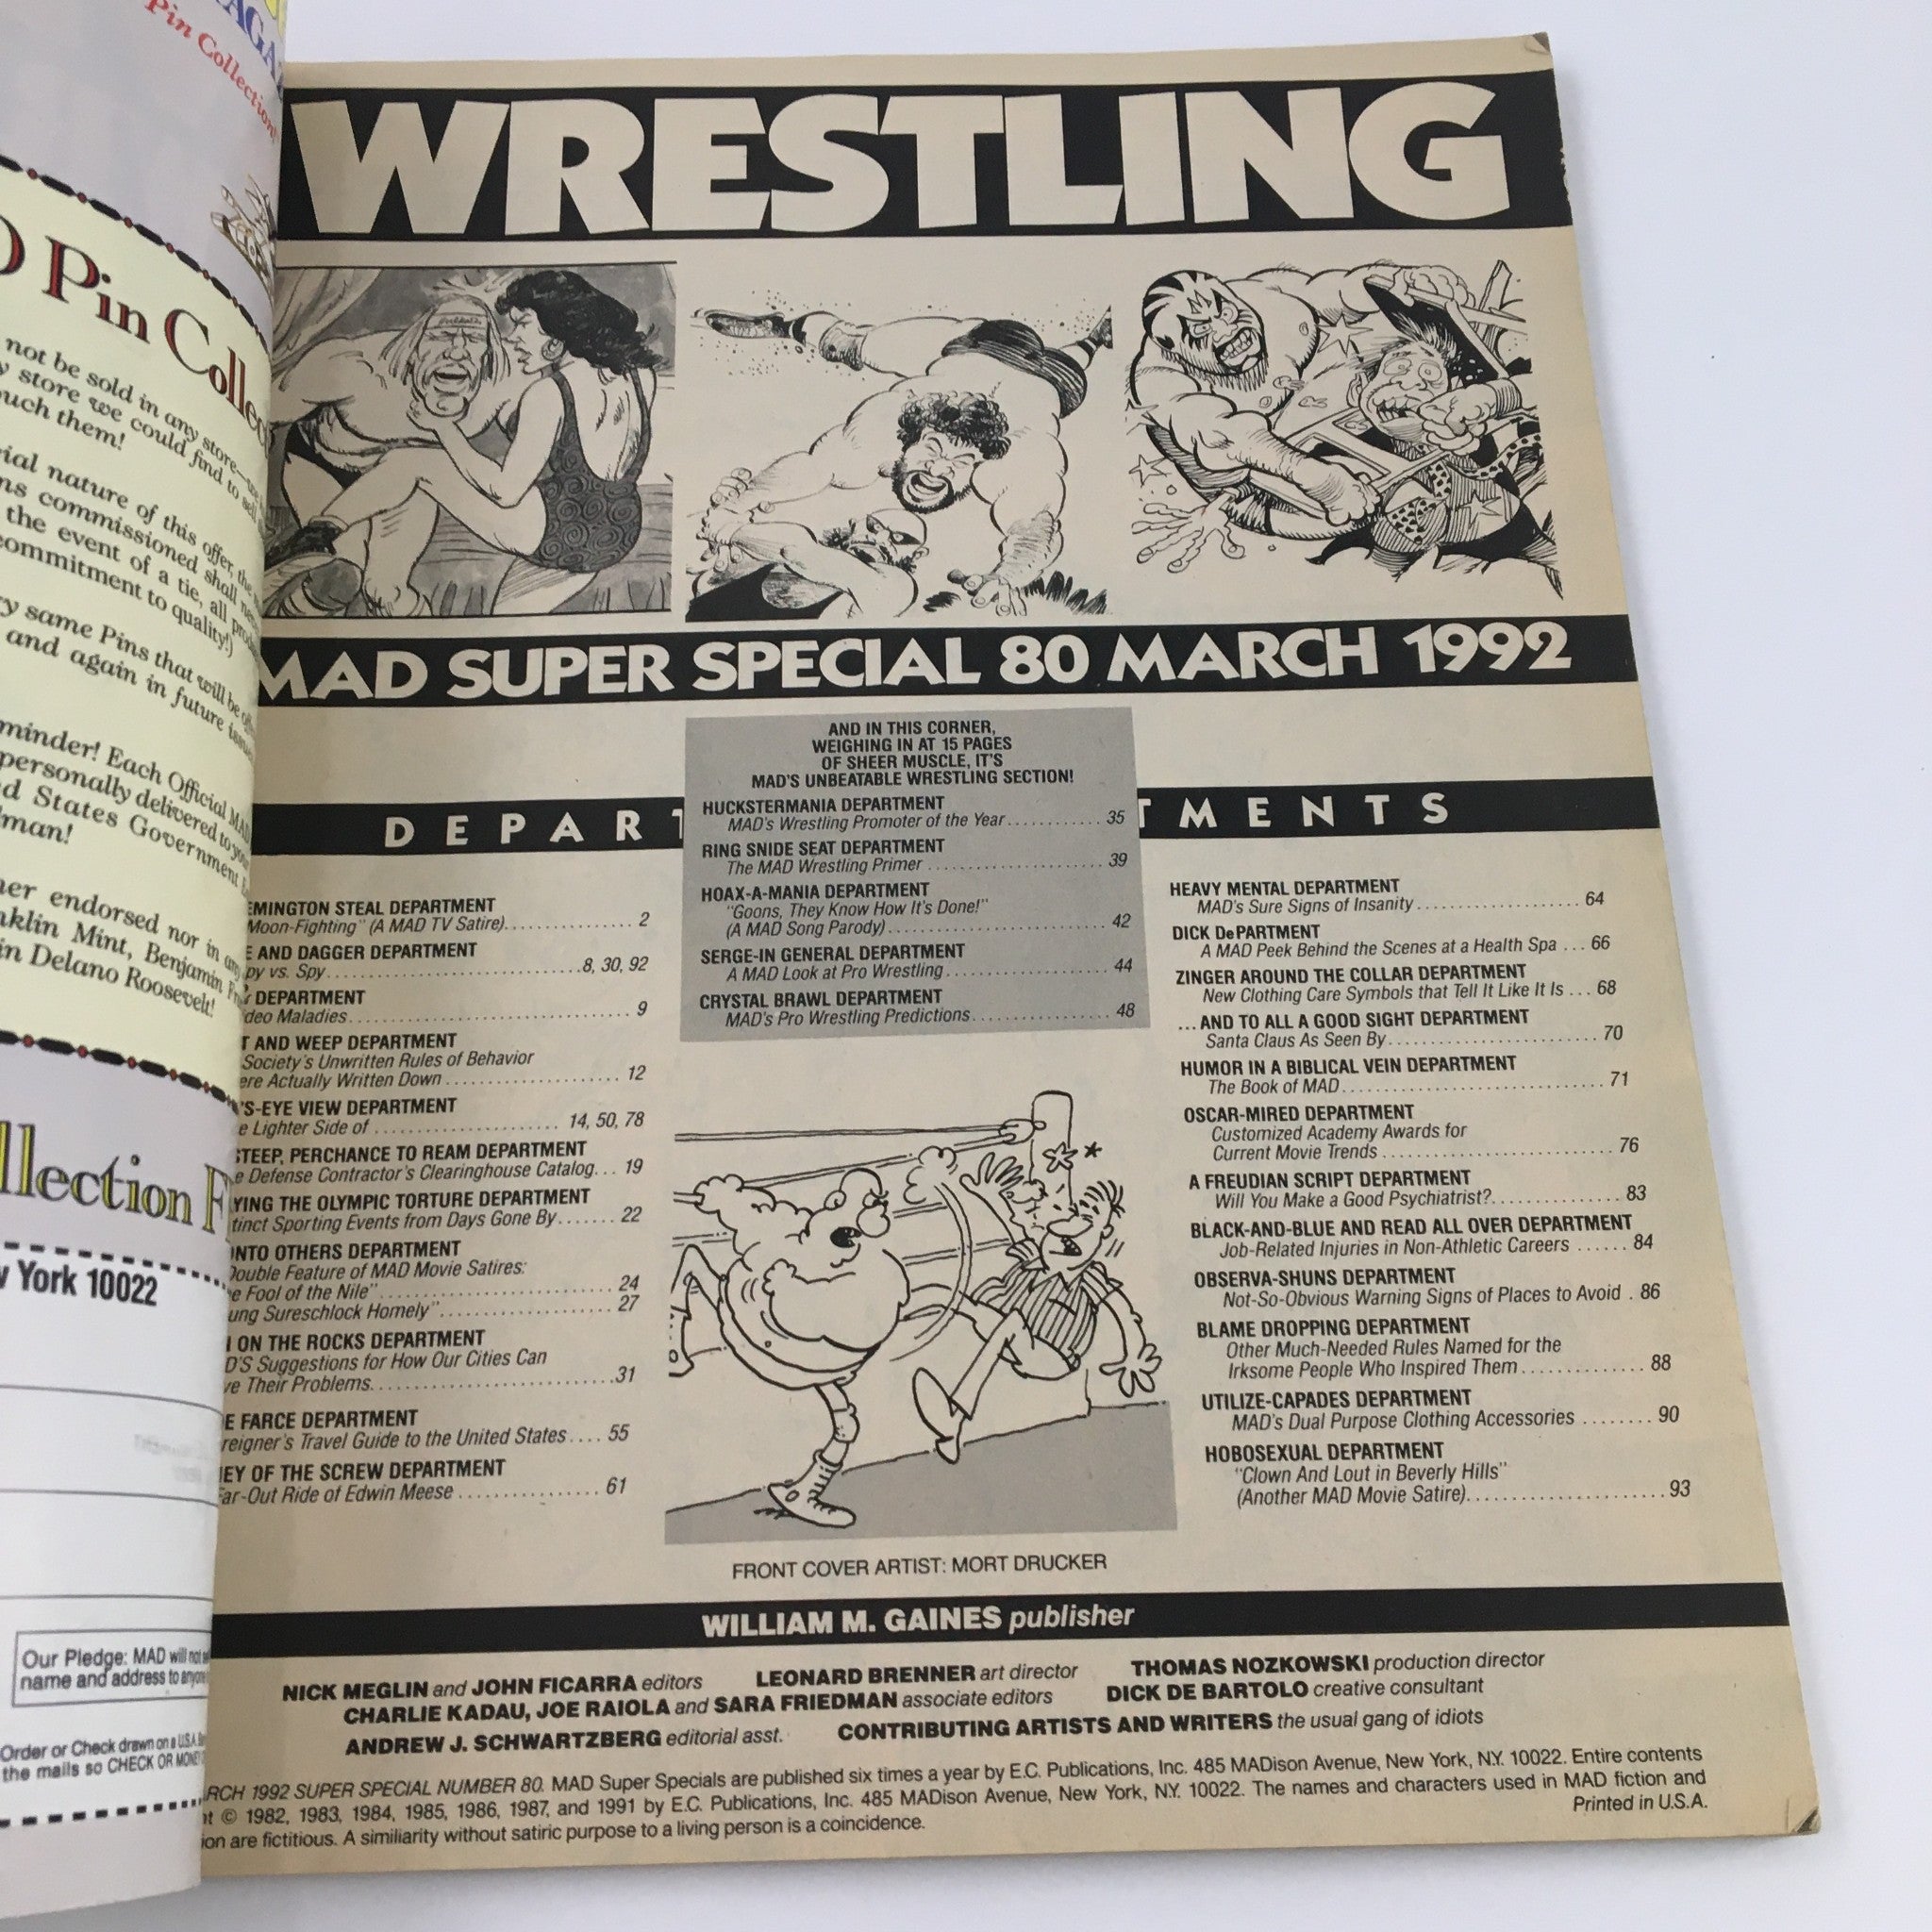 AGA
Pin Collection!
D Pin Collec
not be sold in any store—
y store we could find to sell
ouch them!
cial nature of this offer, the
ns commissioned shall
the event of a tie, all
commitment to quality!)
ry same Pins that will be
and again in future
minder! Each Official MAD
personally delivered to your
d States Government
man!
her endorsed nor in any
nklin Mint, Benjamin
in Delano Roosevelt!
llection F
York 10022
Our Pledge: MAD will not
name and address to anyone
Order or Check drawn on a U.S.A.
the mails so CHECK OR MONEY
WRESTLING
MAD SUPER SPECIAL 80 MARCH 1992
AND IN THIS CORNER,
WEIGHING IN AT 15 PAGES
OF SHEER MUSCLE, IT'S
MAD'S UNBEATABLE WRESTLING SECTION!
HUCKSTERMANIA DEPARTMENT
MAD's Wrestling Promoter of the Year............ 35
RING SNIDE SEAT DEPARTMENT
The MAD Wrestling Primer ........................ 39
HOAX-A-MANIA DEPARTMENT
"Goons, They Know How It's Done!"
(A MAD Song Parody)............................ 42
SERGE-IN GENERAL DEPARTMENT
A MAD Look at Pro Wrestling....................... 44
CRYSTAL BRAWL DEPARTMENT
MAD's Pro Wrestling Predictions................. 48
DEPAR TMENTS
EMINGTON STEAL DEPARTMENT
Moon-Fighting" (A MAD TV Satire)................ 2
E AND DAGGER DEPARTMENT
py vs. Spy...............................8, 30, 92
DEPARTMENT
deo Maladies................................... 9
T AND WEEP DEPARTMENT
Society's Unwritten Rules of Behavior
ere Actually Written Down ...................... 12
'S-EYE VIEW DEPARTMENT
e Lighter Side of ....................... 14, 50, 78
STEEP, PERCHANCE TO REAM DEPARTMENT
e Defense Contractor's Clearinghouse Catalog... 19
YING THE OLYMPIC TORTURE DEPARTMENT
tinct Sporting Events from Days Gone By....... 22
NTO OTHERS DEPARTMENT
Double Feature of MAD Movie Satires:
e Fool of the Nile"............................. 24
ung Sureschlock Homely"...................... 27
I ON THE ROCKS DEPARTMENT
D'S Suggestions for How Our Cities Can
ve Their Problems..............................31
E FARCE DEPARTMENT
reigner's Travel Guide to the United States.... 55
EY OF THE SCREW DEPARTMENT
Far-Out Ride of Edwin Meese ................. 61
HEAVY MENTAL DEPARTMENT
MAD's Sure Signs of Insanity..................... 64
DICK DePARTMENT
A MAD Peek Behind the Scenes at a Health Spa ... 66
ZINGER AROUND THE COLLAR DEPARTMENT
New Clothing Care Symbols that Tell It Like It Is ... 68
...AND TO ALL A GOOD SIGHT DEPARTMENT
Santa Claus As Seen By.......................... 70
HUMOR IN A BIBLICAL VEIN DEPARTMENT
The Book of MAD................................. 71
OSCAR-MIRED DEPARTMENT
Customized Academy Awards for
Current Movie Trends .......................... 76
A FREUDIAN SCRIPT DEPARTMENT
Will You Make a Good Psychiatrist?................ 83
BLACK-AND-BLUE AND READ ALL OVER DEPARTMENT
Job-Related Injuries in Non-Athletic Careers ...... 84
OBSERVA-SHUNS DEPARTMENT
Not-So-Obvious Warning Signs of Places to Avoid . 86
BLAME DROPPING DEPARTMENT
Other Much-Needed Rules Named for the
Irksome People Who Inspired Them ............... 88
UTILIZE-CAPADES DEPARTMENT
MAD's Dual Purpose Clothing Accessories ........ 90
HOBOSEXUAL DEPARTMENT
"Clown And Lout in Beverly Hills"
(Another MAD Movie Satire)........................93
FRONT COVER ARTIST: MORT DRUCKER
WILLIAM M. GAINES publisher
NICK MEGLIN and JOHN FICARRA editors LEONARD BRENNER art director THOMAS NOZKOWSKI production director
CHARLIE KADAU, JOE RAIOLA and SARA FRIEDMAN associate editors DICK DE BARTOLO creative consultant
ANDREW J. SCHWARTZBERG editorial asst. CONTRIBUTING ARTISTS AND WRITERS the usual gang of idiots
RCH 1992 SUPER SPECIAL NUMBER 80. MAD Super Specials are published six times a year by E.C. Publications, Inc. 485 MADison Avenue, New York, N.Y. 10022. Entire contents
t © 1982, 1983, 1984, 1985, 1986, 1987, and 1991 by E.C. Publications, Inc. 485 MADison Avenue, New York, N.Y. 10022. The names and characters used in MAD fiction and
ion are fictitious. A similiarity without satiric purpose to a living person is a coincidence. Printed in U.S.A.